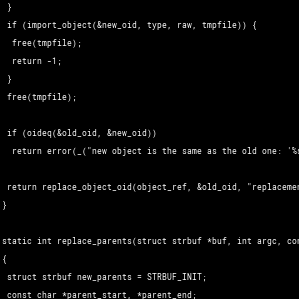 }
if (import_object(&new_oid, type, raw, tmpfile)) {
free(tmpfile);
return -1;
}
free(tmpfile);
if (oideq(&old_oid, &new_oid))
return error(_("new object is the same as the old one: '%s
return replace_object_oid(object_ref, &old_oid, "replacemen
}
static int replace_parents(struct strbuf *buf, int argc, con
{
struct strbuf new_parents = STRBUF_INIT;
const char *parent_start, *parent_end;